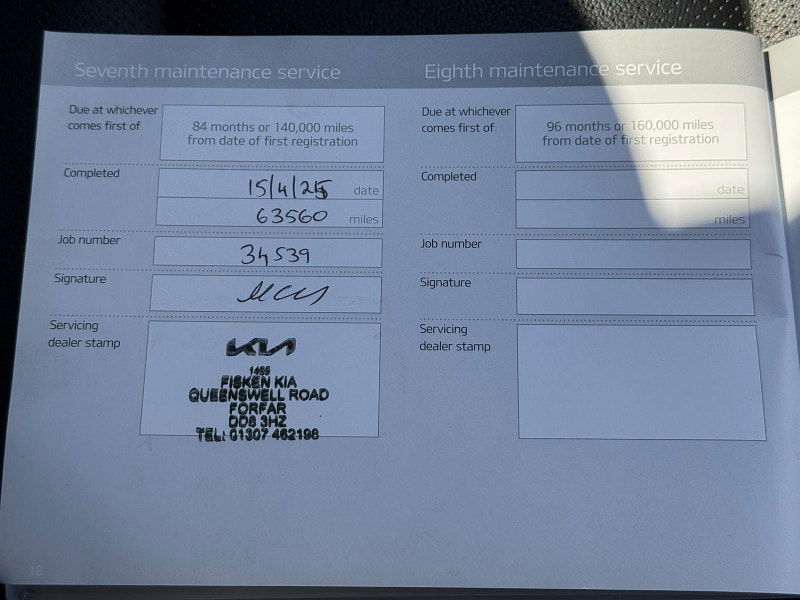 Seventh maintenance service
Due at whichever
comes first of
84 months or 140,000 miles
from date of first registration
Completed
15/4/25 date
63560 miles
Job number
34539
Signature
Servicing
dealer stamp
KIA
1455
FISKEN KIA
QUEENSWELL ROAD
FORFAR
DD8 3HZ
TEL: 01307 462196
Eighth maintenance service
Due at whichever
comes first of
96 months or 160,000 miles
from date of first registration
Completed
date
miles
Job number
Signature
Servicing
dealer stamp
18